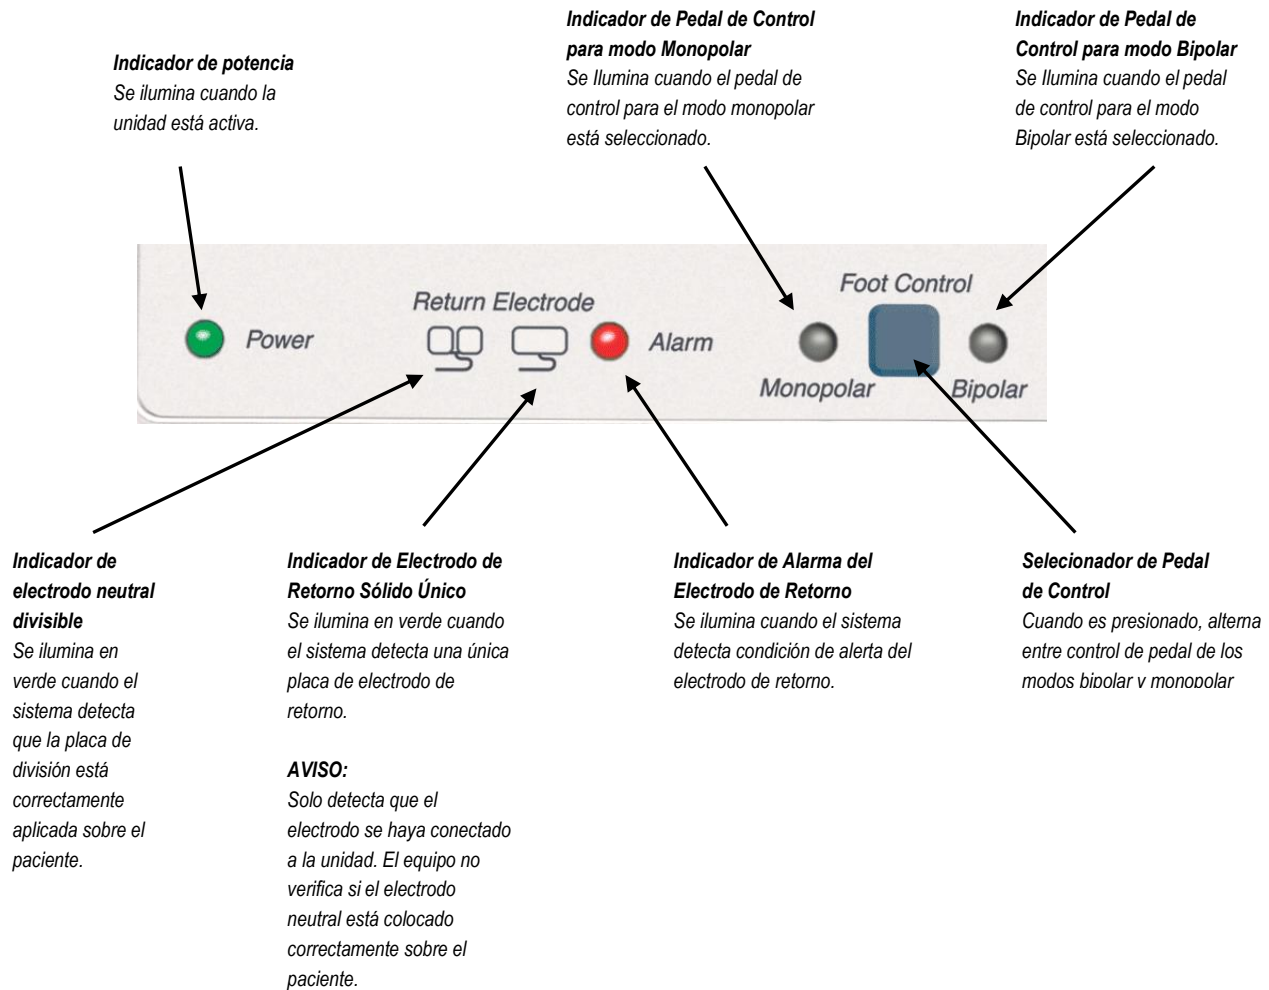 Indicador de potencia
Se ilumina cuando la
unidad está activa.
Indicador de Pedal de Control
para modo Monopolar
Se Ilumina cuando el pedal de
control para el modo monopolar
está seleccionado.
Indicador de Pedal de
Control para modo Bipolar
Se Ilumina cuando el pedal
de control para el modo
Bipolar está seleccionado.
Power
Return Electrode
Alarm
Foot Control
Monopolar
Bipolar
Indicador de
electrodo neutral
divisible
Se ilumina en
verde cuando el
sistema detecta
que la placa de
división está
correctamente
aplicada sobre el
paciente.
Indicador de Electrodo de
Retorno Sólido Único
Se ilumina en verde cuando
el sistema detecta una única
placa de electrodo de
retorno.
AVISO:
Solo detecta que el
electrodo se haya conectado
a la unidad. El equipo no
verifica si el electrodo
neutral está colocado
correctamente sobre el
paciente.
Indicador de Alarma del
Electrodo de Retorno
Se ilumina cuando el sistema
detecta condición de alerta del
electrodo de retorno.
Selecionador de Pedal
de Control
Cuando es presionado, alterna
entre control de pedal de los
modos bipolar y monopolar